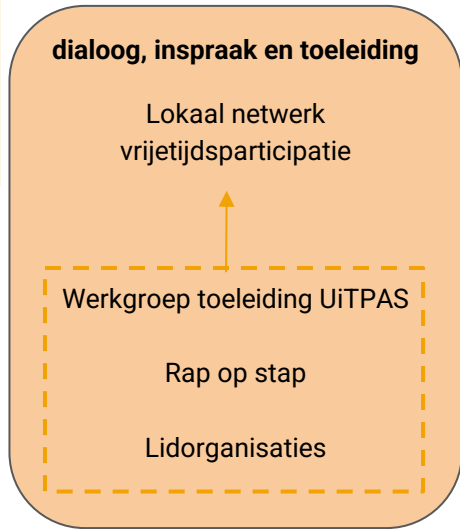 dialoog, inspraak en toeleiding
Lokaal netwerk
vrijetijdsparticipatie
Werkgroep toeleiding UiTPAS
Rap op stap
Lidorganisaties